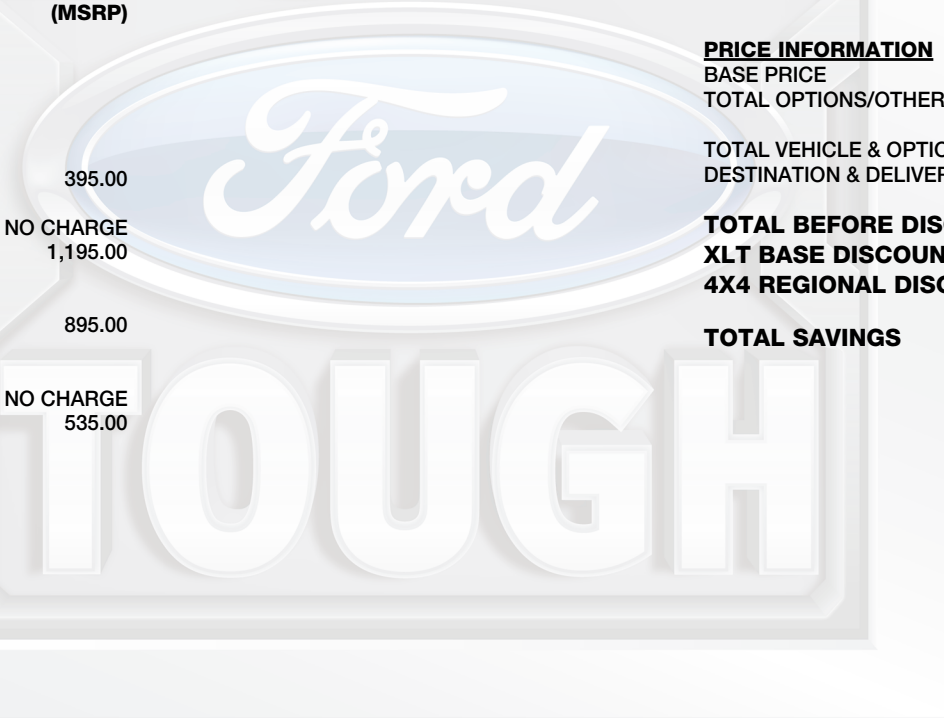 (MSRP)
395.00
NO CHARGE
1,195.00
895.00
NO CHARGE
535.00
Ford
TOUGH
PRICE INFORMATION
BASE PRICE
TOTAL OPTIONS/OTHER
TOTAL VEHICLE & OPTIO
DESTINATION & DELIVER
TOTAL BEFORE DISC
XLT BASE DISCOUN
4X4 REGIONAL DISC
TOTAL SAVINGS